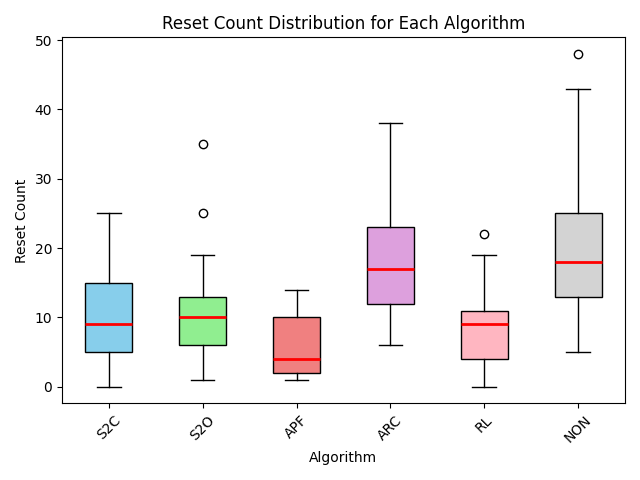 Reset Count Distribution for Each Algorithm
50
40
30
20
10
0
Reset Count
S2C
S2O
APF
ARC
RL
NON
Algorithm